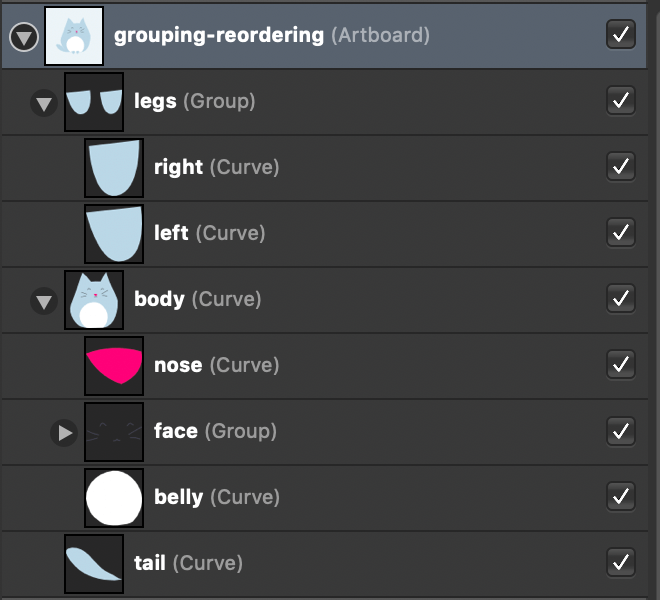 grouping-reordering (Artboard)
legs (Group)
right (Curve)
left (Curve)
body (Curve)
nose (Curve)
face (Group)
belly (Curve)
tail (Curve)